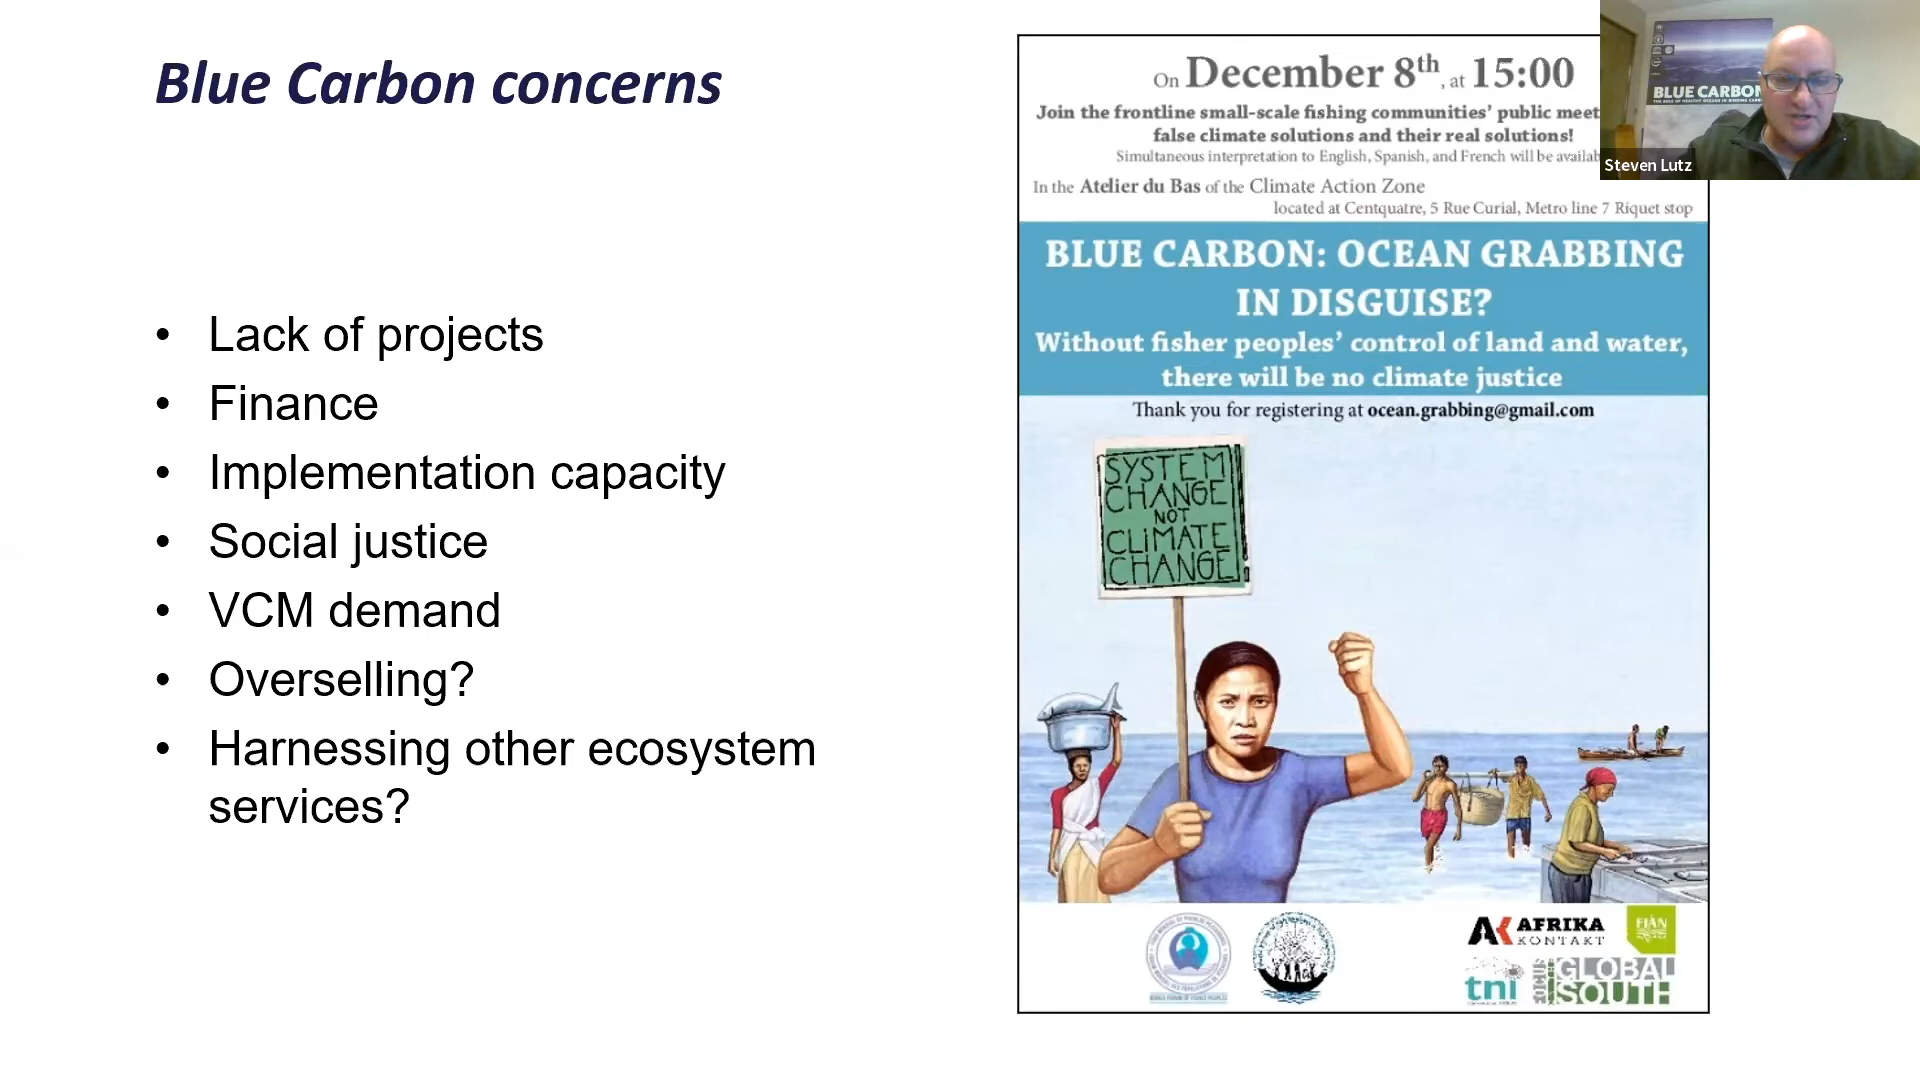 Blue Carbon concerns
• Lack of projects
• Finance
• Implementation capacity
• Social justice
• VCM demand
• Overselling?
• Harnessing other ecosystem
services?
On December 8th, at 15:00
Join the frontline small-scale fishing communities' public meet
false climate solutions and their real solutions!
Simultaneous interpretation to English, Spanish, and French will be availab
In the Atelier du Bas of the Climate Action Zone
located at Centquatre, 5 Rue Curial, Metro line 7 Riquet stop
BLUE CARBON: OCEAN GRABBING
IN DISGUISE?
Without fisher peoples' control of land and water,
there will be no climate justice
Thank you for registering at ocean.grabbing@gmail.com
SYSTEM
CHANGE
NOT
CLIMATE
CHANGE!
AFRIKA
KONTAKT
FIAN
tni
FOCUS
GLOBAL
SOUTH
BLUE CARBON
Steven Lutz